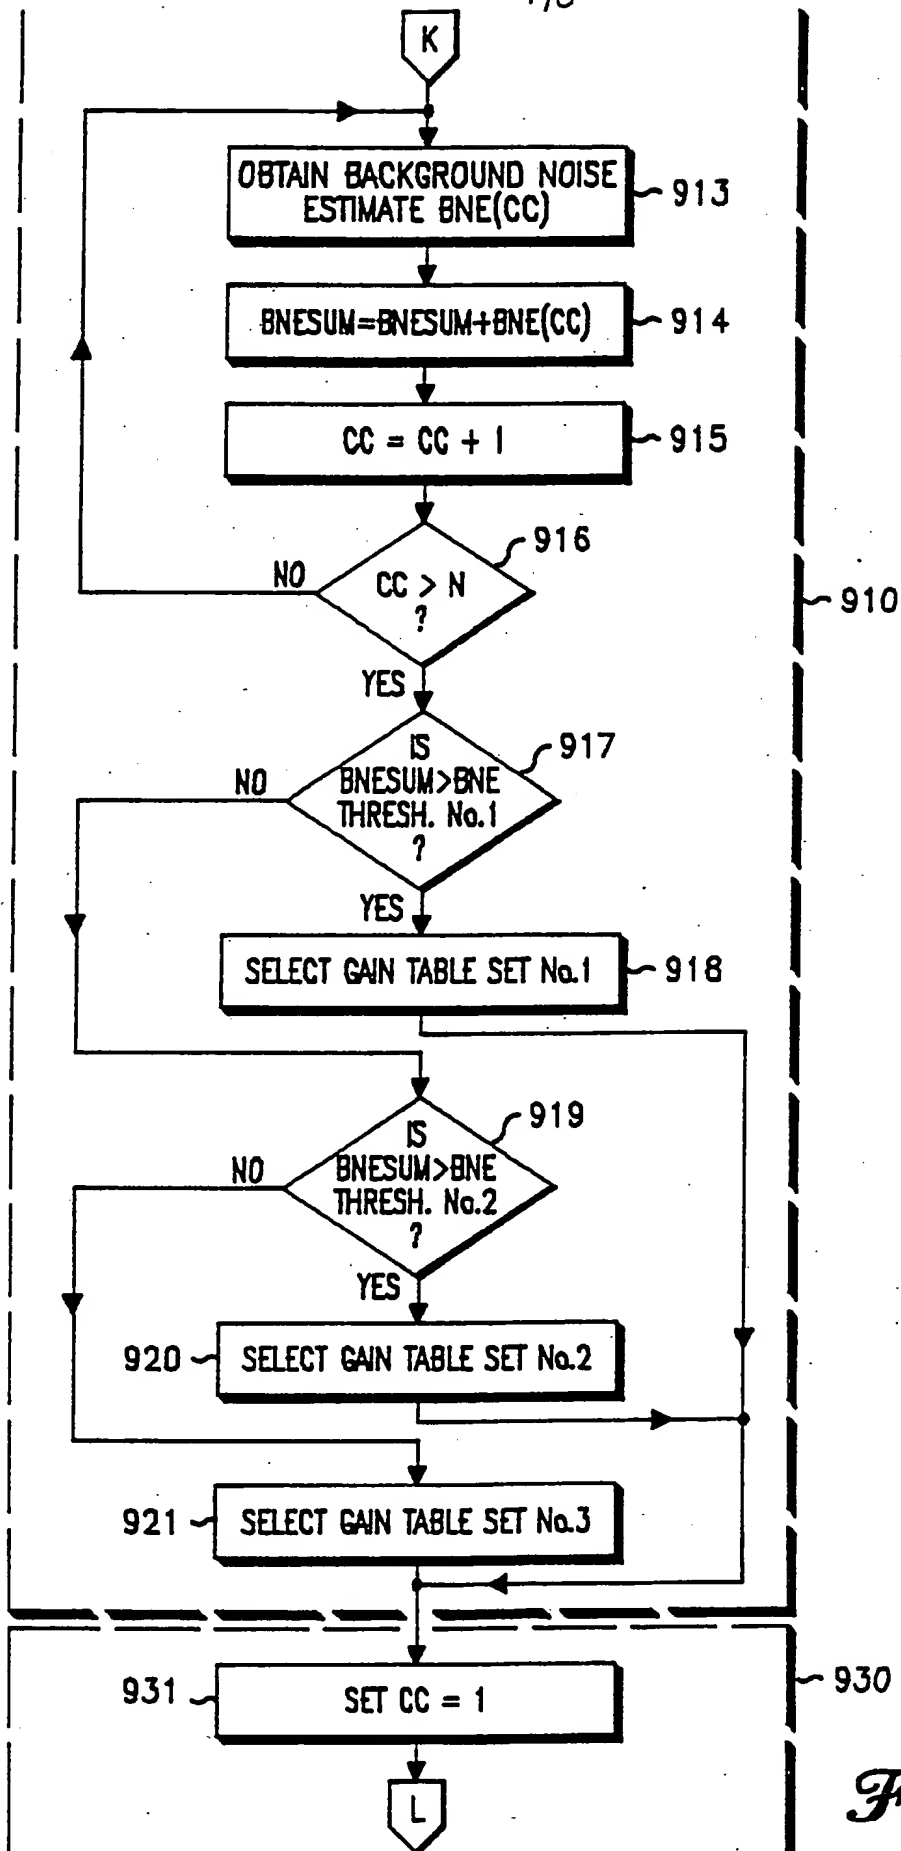 K
OBTAIN BACKGROUND NOISE
ESTIMATE BNE(CC)
913
BNESUM=BNESUM+BNE(CC)
914
CC = CC + 1
915
916
NO
CC > N
?
910
YES
917
IS
NO
BNESUM>BNE
THRESH. No.1
?
YES
SELECT GAIN TABLE SET No.1
918
919
IS
NO
BNESUM>BNE
THRESH. No.2
?
YES
920
SELECT GAIN TABLE SET No.2
921
SELECT GAIN TABLE SET No.3
931
SET CC = 1
930
L